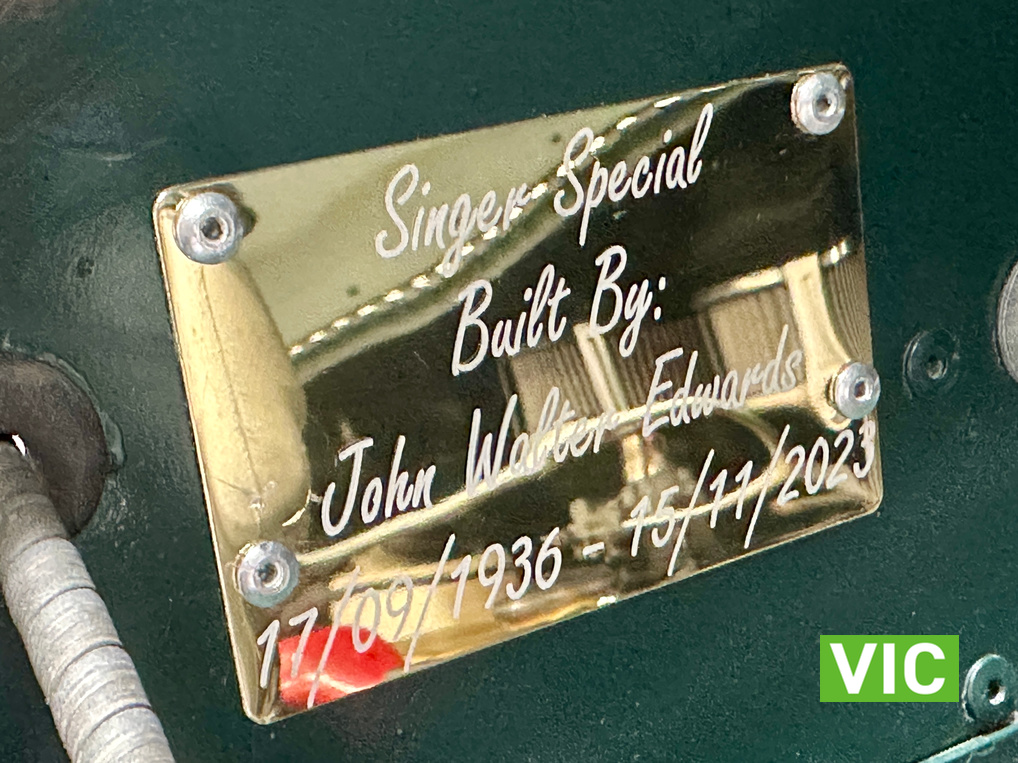 Singer Special
Built By:
John Walter Edwards
17/09/1936 - 15/11/2023
VIC